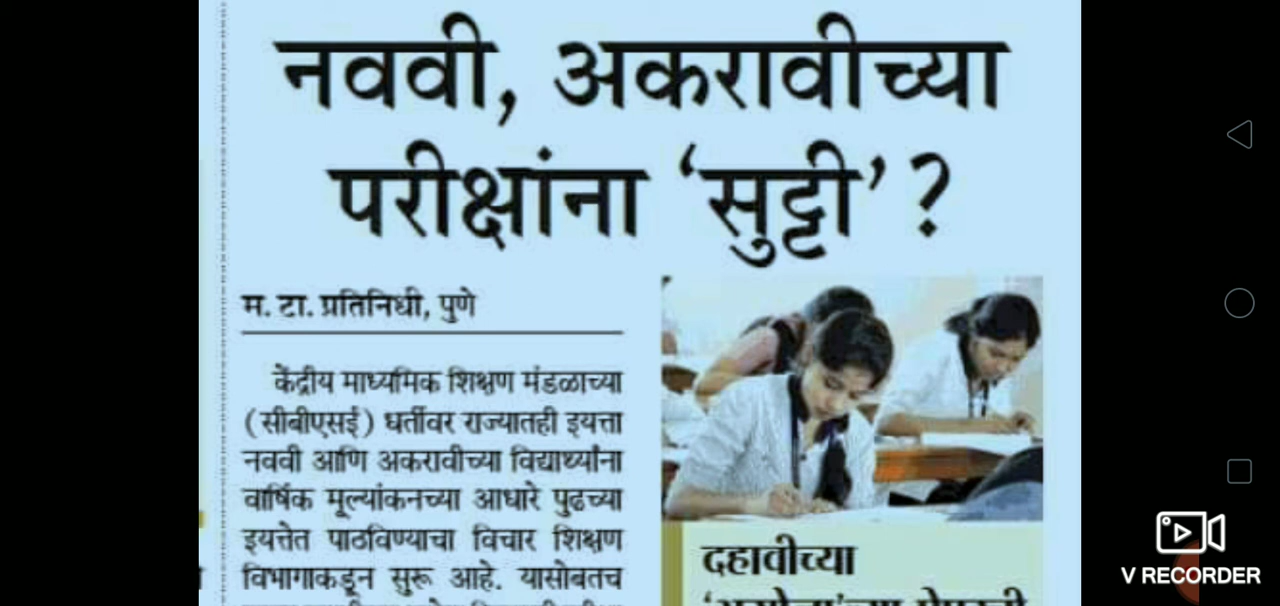 नववी, अकरावीच्या
परीक्षांना ‘सुट्टी’ ?
म. टा. प्रतिनिधी, पुणे
केंद्रीय माध्यमिक शिक्षण मंडळाच्या
(सीबीएसई) धर्तीवर राज्यातही इयत्ता
नववी आणि अकरावीच्या विद्यार्थ्यांना
वार्षिक मूल्यांकनच्या आधारे पुढच्या
इयत्तेत पाठविण्याचा विचार शिक्षण
विभागाकडून सुरू आहे. यासोबतच
दहावीच्या
V RECORDER